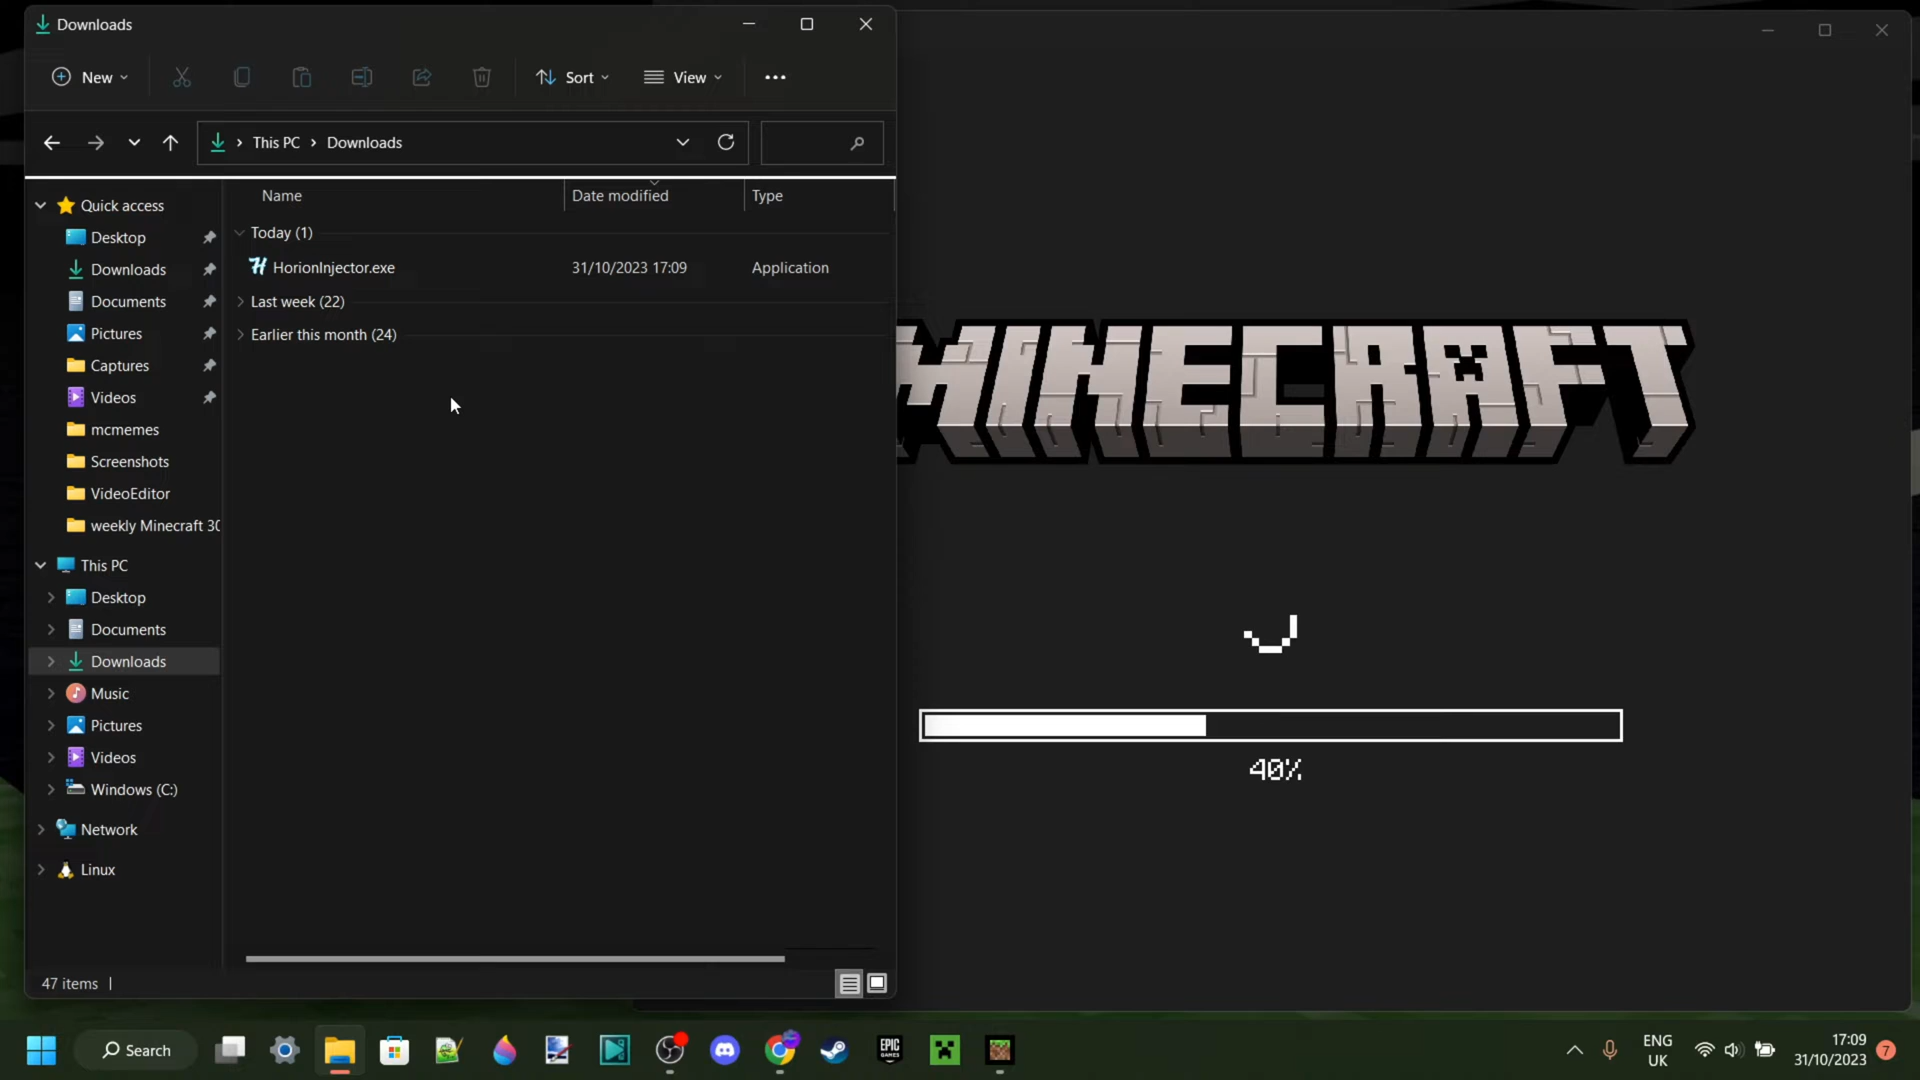 Downloads
New
Sort
View
This PC
Downloads
Name
Date modified
Type
Quick access
Desktop
Downloads
Documents
Pictures
Captures
Videos
mcmemes
Screenshots
VideoEditor
weekly Minecraft 30
This PC
Desktop
Documents
Downloads
Music
Pictures
Videos
Windows (C:)
Network
Linux
Today (1)
HorionInjector.exe 31/10/2023 17:09 Application
Last week (22)
Earlier this month (24)
47 items
MINECRAFT
40%
Search
EPIC
GAMES
ENG
UK
17:09
31/10/2023
7